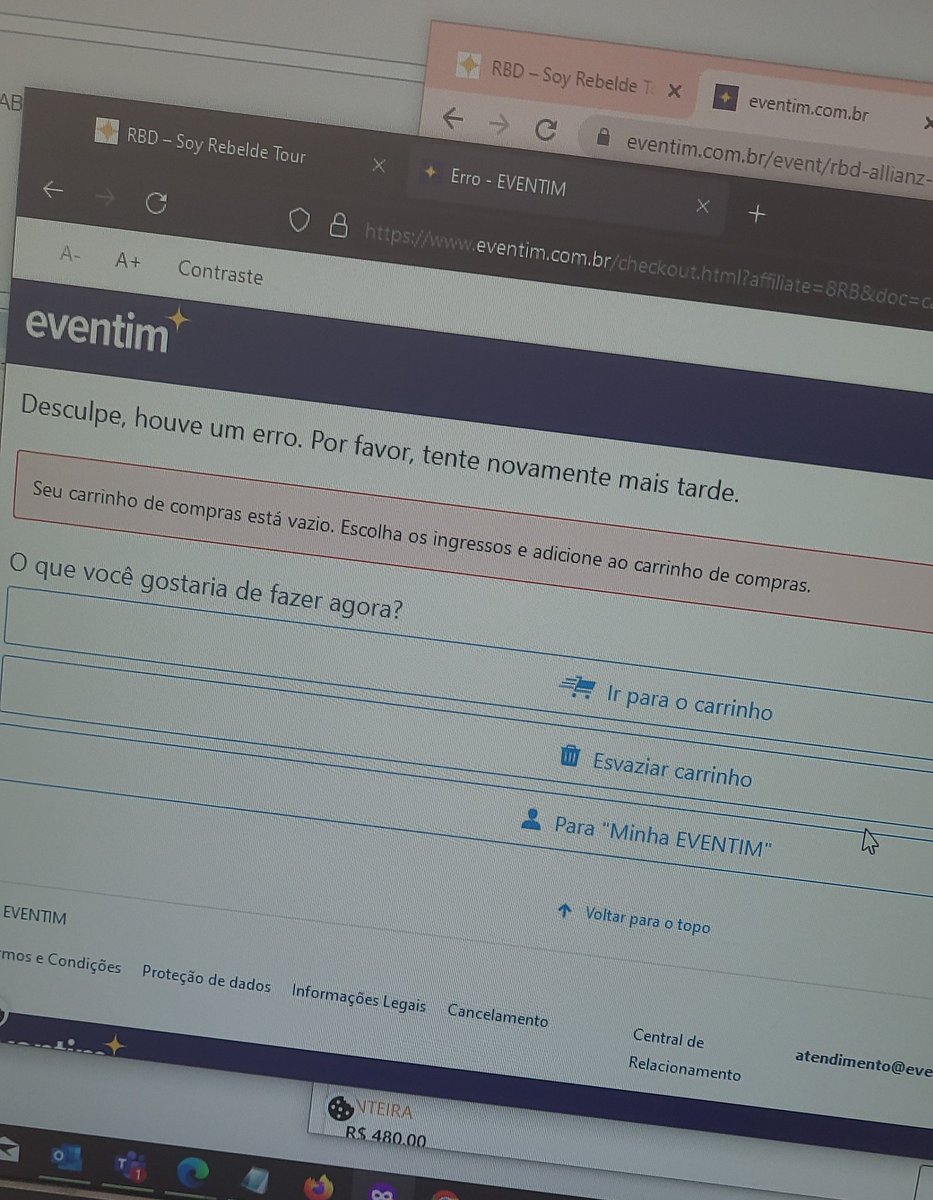 RBD – Soy Rebelde T
eventim.com.br
eventim.com.br/event/rbd-allianz-
AB
RBD – Soy Rebelde Tour
Erro - EVENTIM
https://www.eventim.com.br/checkout.html?affiliate=8RB&doc=c
A- A+ Contraste
eventim
Desculpe, houve um erro. Por favor, tente novamente mais tarde.
Seu carrinho de compras está vazio. Escolha os ingressos e adicione ao carrinho de compras.
O que você gostaria de fazer agora?
Ir para o carrinho
Esvaziar carrinho
Para "Minha EVENTIM"
Voltar para o topo
EVENTIM
mos e Condições Proteção de dados Informações Legais Cancelamento
Central de
Relacionamento
atendimento@eve
eventim
NTEIRA
R$ 480,00
T 1